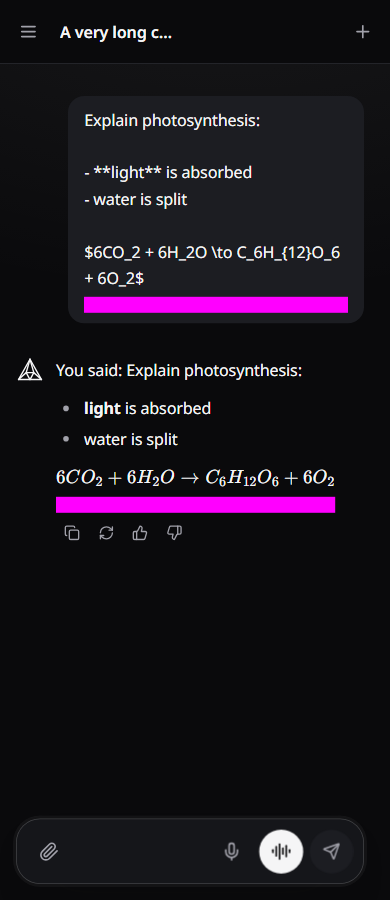 A very long c...
Explain photosynthesis:
- **light** is absorbed
- water is split
$6CO_2 + 6H_2O \to C_6H_{12}O_6
+ 6O_2$
You said: Explain photosynthesis:
• light is absorbed
• water is split
6CO₂ + 6H₂O → C₆H₁₂O₆ + 6O₂